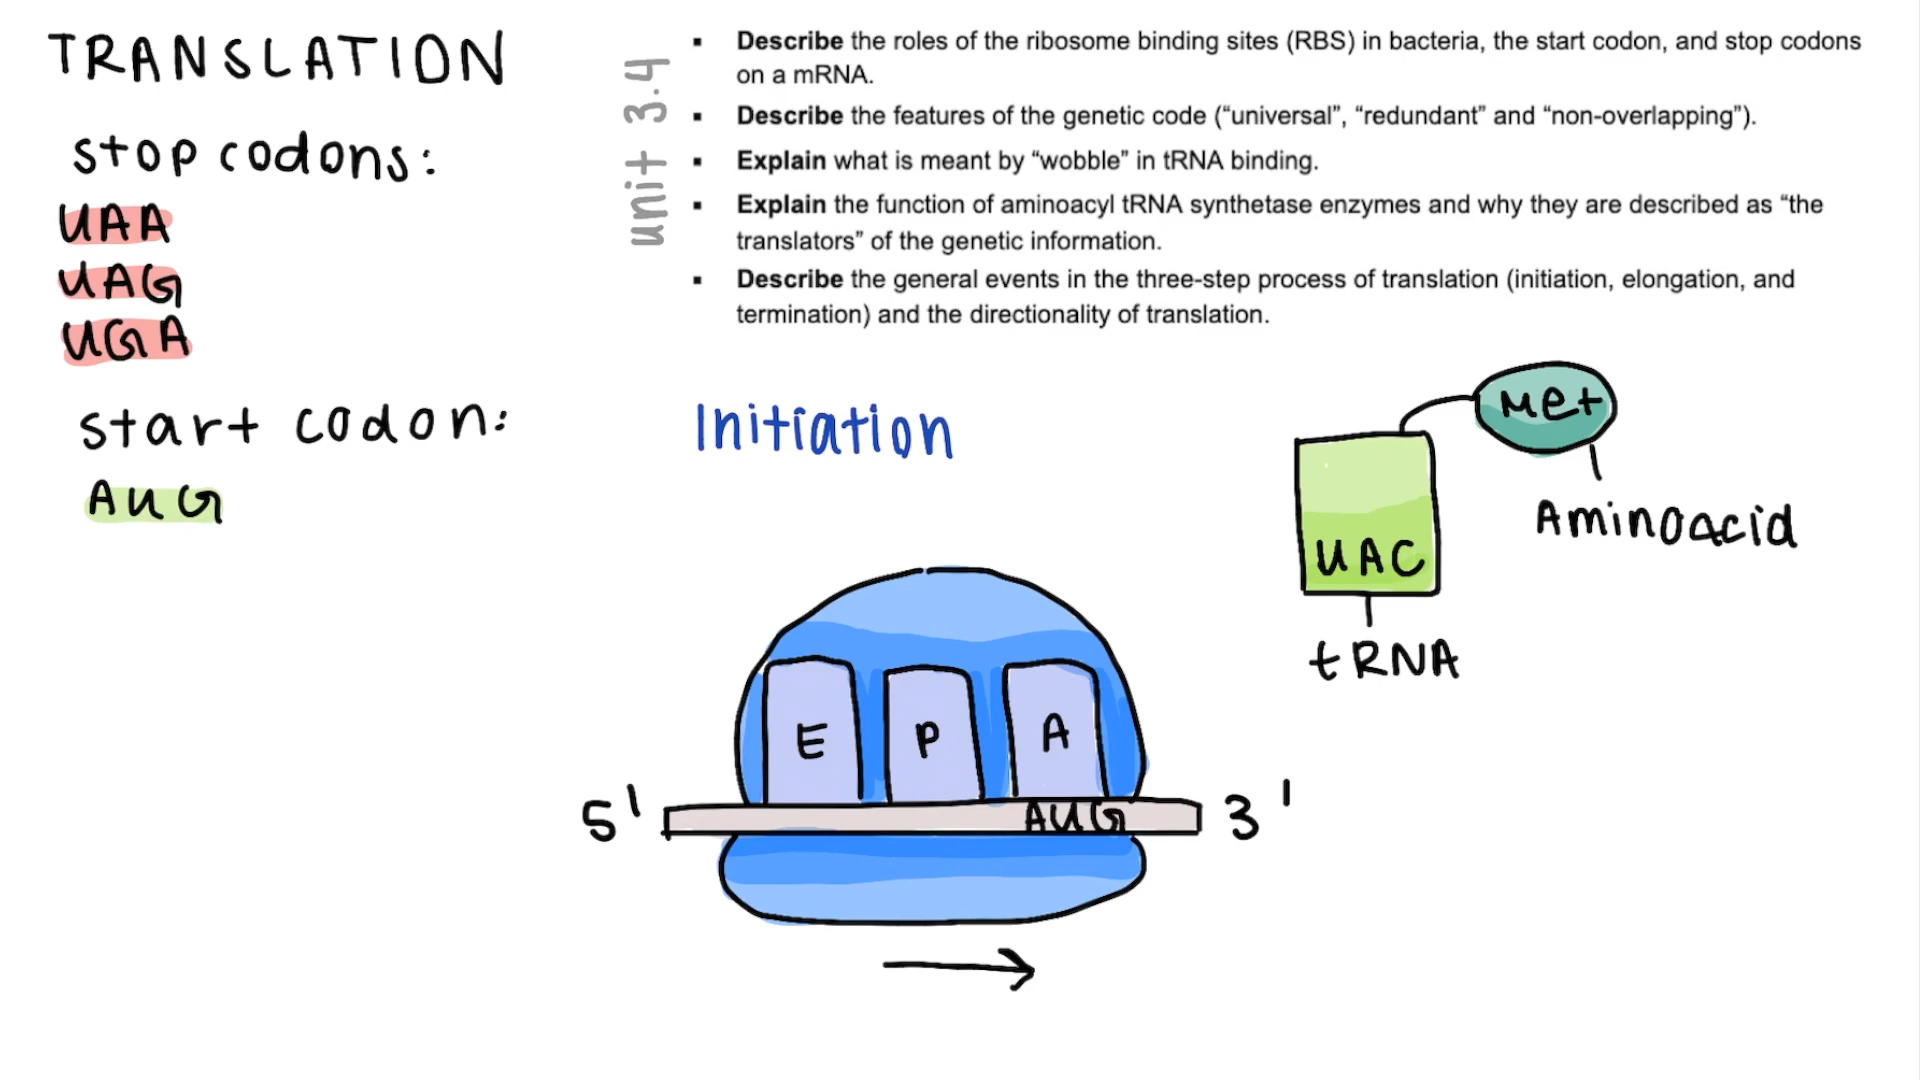 TRANSLATION
stop codons:
UAA
UAG
UGA
start codon:
AUG
unit 3.4
▪ Describe the roles of the ribosome binding sites (RBS) in bacteria, the start codon, and stop codons
on a mRNA.
▪ Describe the features of the genetic code (“universal”, “redundant” and “non-overlapping”).
▪ Explain what is meant by “wobble” in tRNA binding.
▪ Explain the function of aminoacyl tRNA synthetase enzymes and why they are described as “the
translators” of the genetic information.
▪ Describe the general events in the three-step process of translation (initiation, elongation, and
termination) and the directionality of translation.
Initiation
Met
Aminoacid
UAC
tRNA
E P A
5' AUG 3'